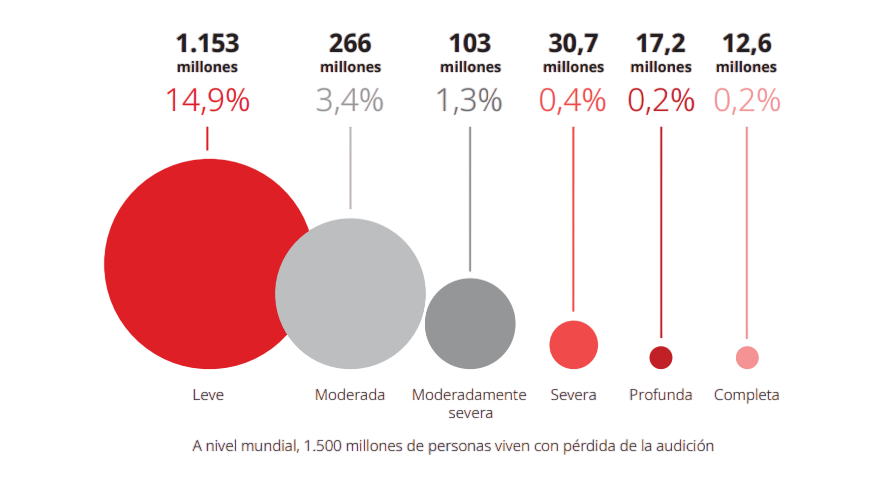 1.153 266 103 30,7 17,2 12,6
millones millones millones millones millones millones
14,9% 3,4% 1,3% 0,4% 0,2% 0,2%
Leve Moderada Moderadamente Severa Profunda Completa
severa
A nivel mundial, 1.500 millones de personas viven con pérdida de la audición